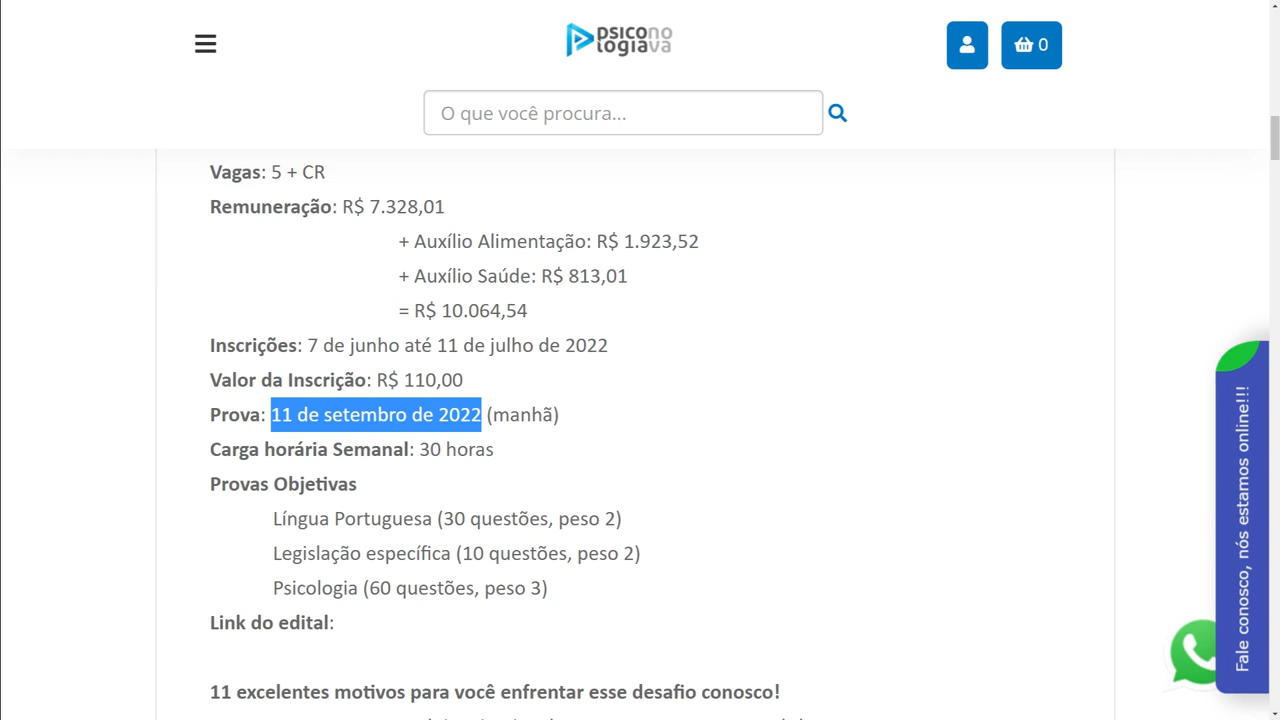 psicono
logiava
0
O que você procura...
Vagas: 5 + CR
Remuneração: R$ 7.328,01
+ Auxílio Alimentação: R$ 1.923,52
+ Auxílio Saúde: R$ 813,01
= R$ 10.064,54
Inscrições: 7 de junho até 11 de julho de 2022
Valor da Inscrição: R$ 110,00
Prova: 11 de setembro de 2022 (manhã)
Carga horária Semanal: 30 horas
Provas Objetivas
Língua Portuguesa (30 questões, peso 2)
Legislação específica (10 questões, peso 2)
Psicologia (60 questões, peso 3)
Link do edital:
11 excelentes motivos para você enfrentar esse desafio conosco!
Fale conosco, nós estamos online!!!